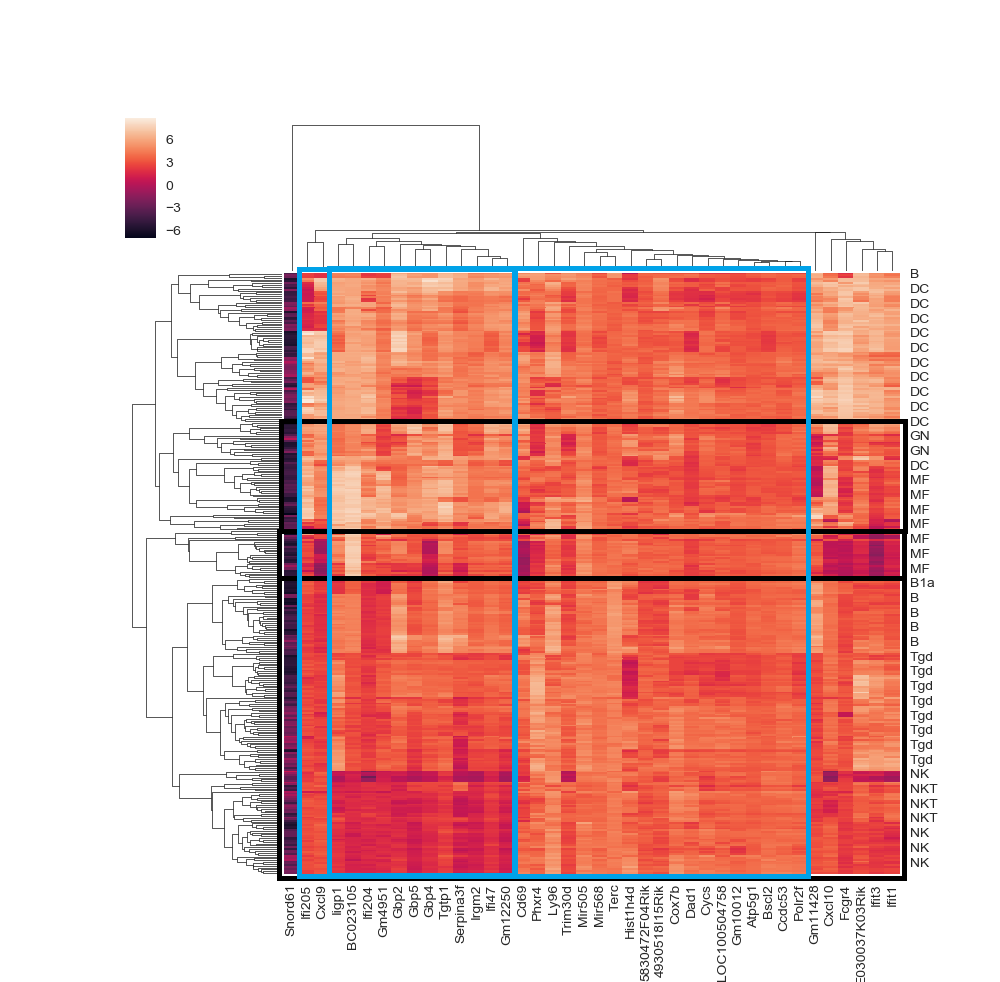 6
3
0
−3
−6
B
DC
DC
DC
DC
DC
DC
DC
DC
DC
DC
GN
GN
DC
MF
MF
MF
MF
MF
MF
MF
B1a
B
B
B
B
Tgd
Tgd
Tgd
Tgd
Tgd
Tgd
Tgd
Tgd
NK
NKT
NKT
NKT
NK
NK
NK
Snord61
Ifi205
Cxcl9
Iigp1
BC023105
Ifi204
Gm4951
Gbp2
Gbp5
Gbp4
Tgtp1
Serpina3f
Irgm2
Ifi47
Gm12250
Cd69
Phxr4
Ly96
Trim30d
Mir505
Mir568
Terc
Hist1h4d
5830472F04Rik
4930518I15Rik
Cox7b
Dad1
Cycs
LOC100504758
Gm10012
Atp5g1
Bscl2
Ccdc53
Polr2f
Gm11428
Cxcl10
Fcgr4
E030037K03Rik
Ifit3
Ifit1